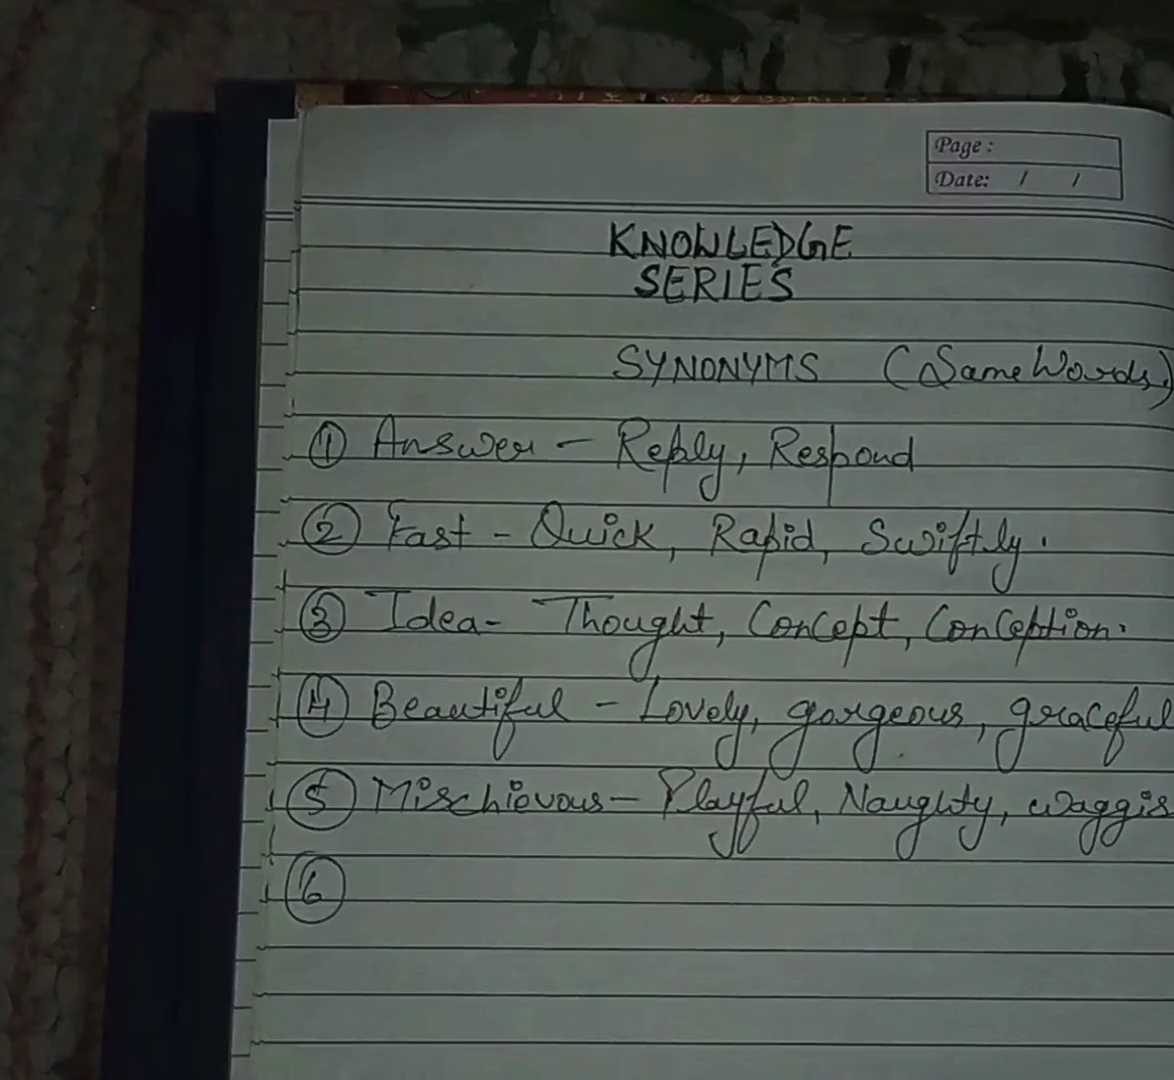 Page :
Date: / /
KNOWLEDGE
SERIES
SYNONYMS (Same Words)
① Answer - Reply, Respond
② Fast - Quick, Rapid, Swiftly.
③ Idea- Thought, Concept, Conception.
④ Beautiful - Lovely, gorgeous, graceful
⑤ Mischievous - Playful, Naughty, waggis
⑥